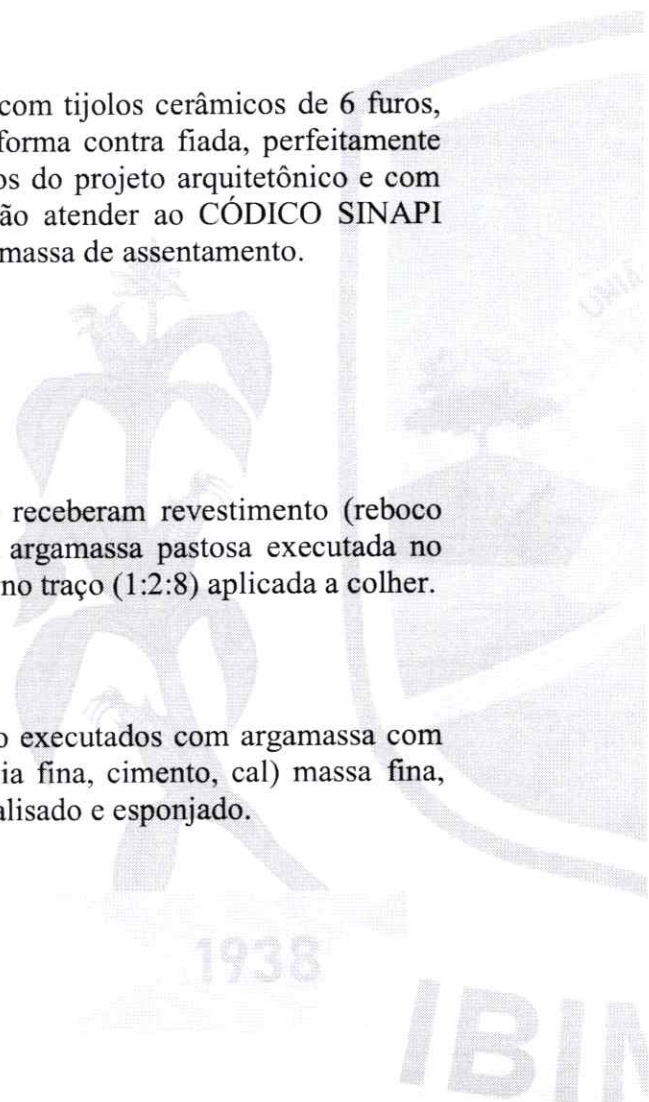 com tijolos cerâmicos de 6 furos,
forma contra fiada, perfeitamente
os do projeto arquitetônico e com
ão atender ao CÓDICO SINAPI
massa de assentamento.
receberam revestimento (reboco
argamassa pastosa executada no
no traço (1:2:8) aplicada a colher.
o executados com argamassa com
ia fina, cimento, cal) massa fina,
alisado e esponjado.
UNIÃ
1938
IBIM